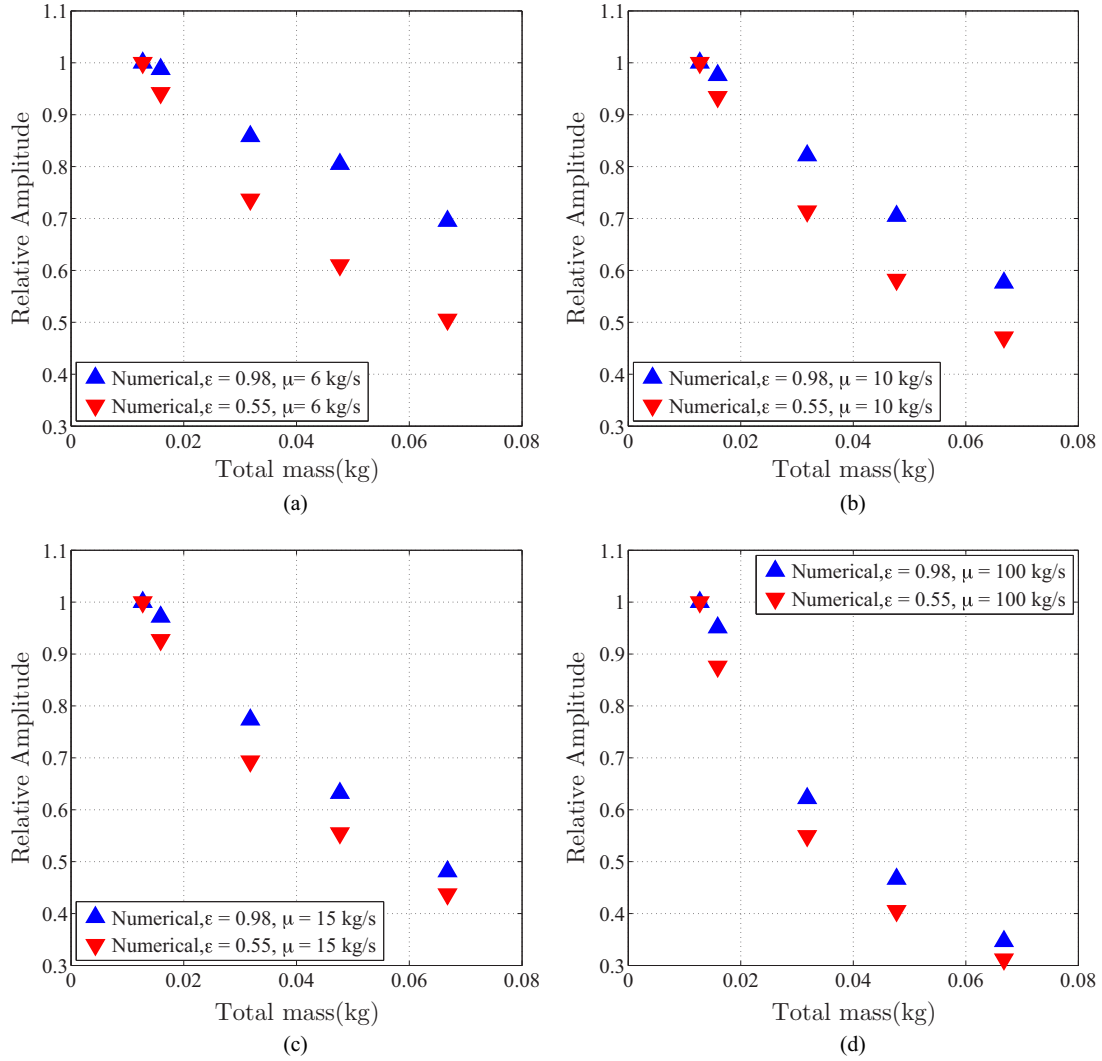 1.1
1
0.9
0.8
0.7
0.6
0.5
0.4
0.3
Relative Amplitude
Numerical,ε = 0.98, μ= 6 kg/s
Numerical,ε = 0.55, μ= 6 kg/s
0 0.02 0.04 0.06 0.08
Total mass(kg)
(a)
1.1
1
0.9
0.8
0.7
0.6
0.5
0.4
0.3
Relative Amplitude
Numerical,ε = 0.98, μ = 10 kg/s
Numerical,ε = 0.55, μ = 10 kg/s
0 0.02 0.04 0.06 0.08
Total mass(kg)
(b)
1.1
1
0.9
0.8
0.7
0.6
0.5
0.4
0.3
Relative Amplitude
Numerical,ε = 0.98, μ = 15 kg/s
Numerical,ε = 0.55, μ = 15 kg/s
0 0.02 0.04 0.06 0.08
Total mass(kg)
(c)
1.1
1
0.9
0.8
0.7
0.6
0.5
0.4
0.3
Relative Amplitude
Numerical,ε = 0.98, μ = 100 kg/s
Numerical,ε = 0.55, μ = 100 kg/s
0 0.02 0.04 0.06 0.08
Total mass(kg)
(d)